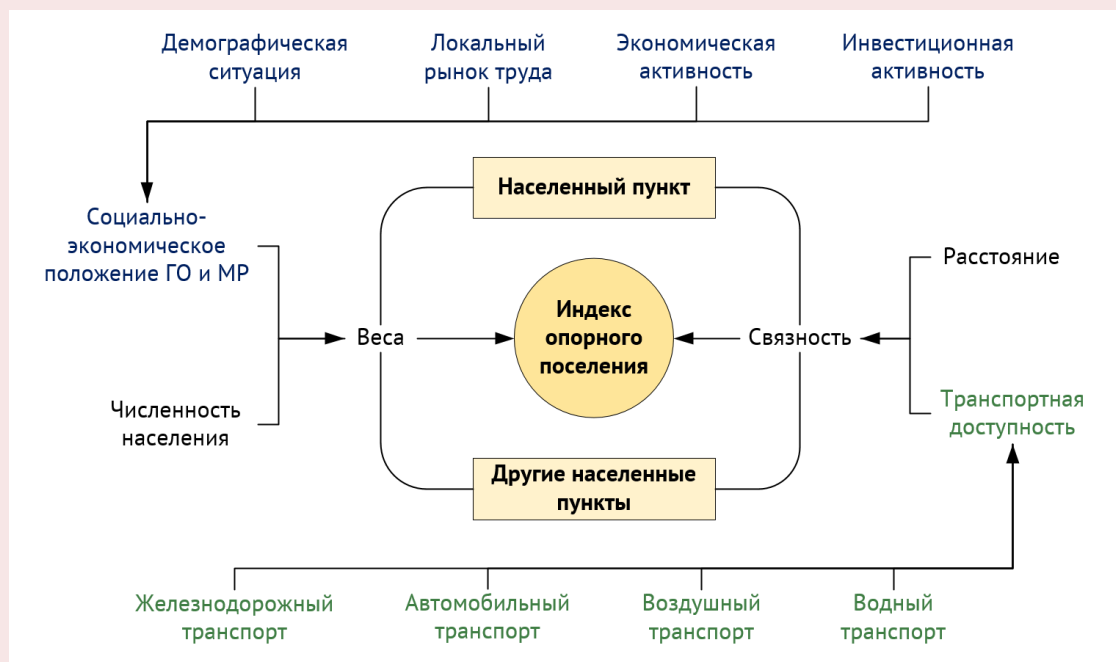 Демографическая
ситуация
Локальный
рынок труда
Экономическая
активность
Инвестиционная
активность
Населенный пункт
Социально-
экономическое
положение ГО и МР
Расстояние
Индекс
опорного
поселения
Веса
Связность
Численность
населения
Транспортная
доступность
Другие населенные
пункты
Железнодорожный
транспорт
Автомобильный
транспорт
Воздушный
транспорт
Водный
транспорт